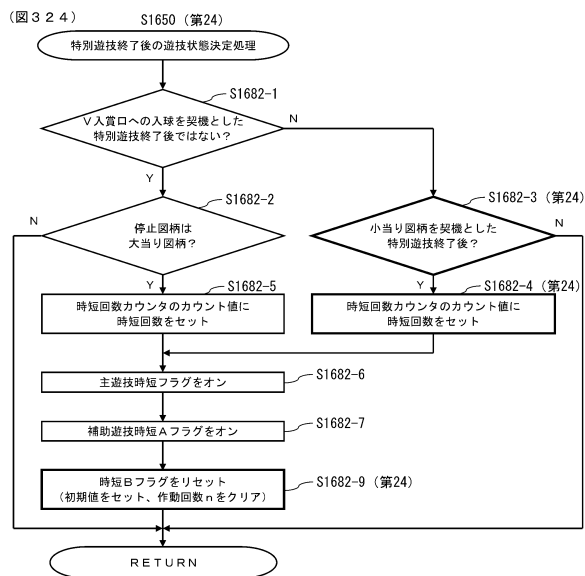 （図３２４）
S1650（第24）
特別遊技終了後の遊技状態決定処理
S1682-1
Ｖ入賞口への入球を契機とした
特別遊技終了後ではない？
N
Y
S1682-2
停止図柄は
大当り図柄？
N
Y
S1682-3（第24）
小当り図柄を契機とした
特別遊技終了後？
N
Y
S1682-5
時短回数カウンタのカウント値に
時短回数をセット
S1682-4（第24）
時短回数カウンタのカウント値に
時短回数をセット
主遊技時短フラグをオン
S1682-6
補助遊技時短Ａフラグをオン
S1682-7
時短Ｂフラグをリセット
（初期値をセット、作動回数ｎをクリア）
S1682-9（第24）
ＲＥＴＵＲＮ